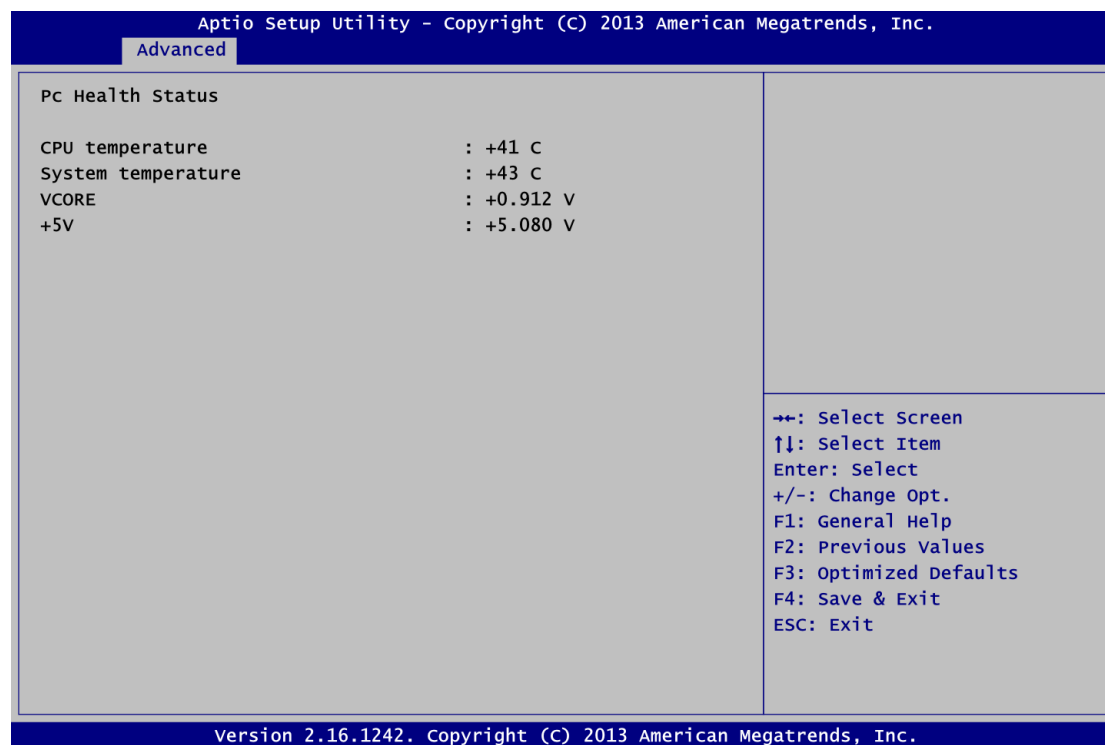 Aptio Setup Utility - Copyright (C) 2013 American Megatrends, Inc.
Advanced
Pc Health Status
CPU temperature : +41 C
System temperature : +43 C
VCORE : +0.912 V
+5V : +5.080 V
→←: Select Screen
↑↓: Select Item
Enter: Select
+/-: Change Opt.
F1: General Help
F2: Previous Values
F3: Optimized Defaults
F4: Save & Exit
ESC: Exit
Version 2.16.1242. Copyright (C) 2013 American Megatrends, Inc.